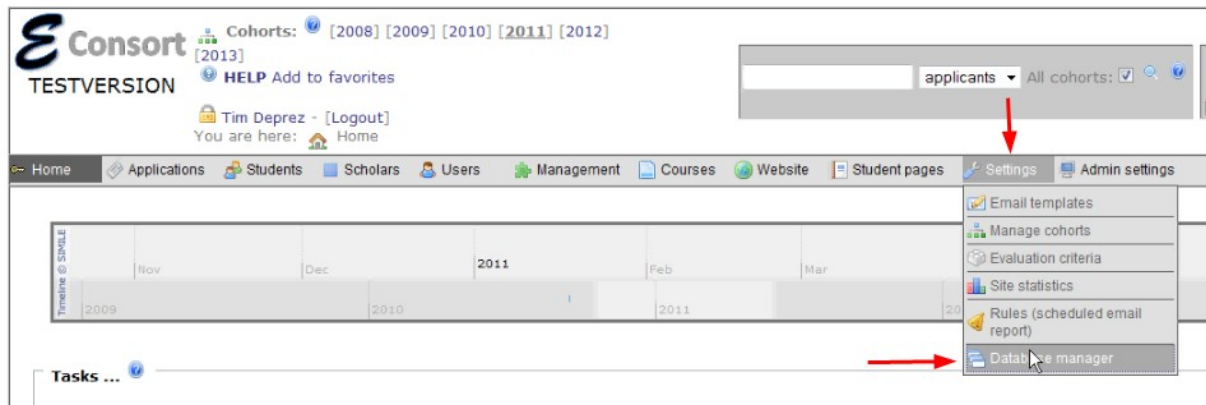 E Consort
TESTVERSION
Cohorts: [2008] [2009] [2010] [2011] [2012]
[2013]
HELP Add to favorites
Tim Deprez - [Logout]
You are here: Home
applicants All cohorts:
Home Applications Students Scholars Users Management Courses Website Student pages Settings Admin settings
Email templates
Manage cohorts
Evaluation criteria
Site statistics
Rules (scheduled email
report)
Database manager
Timeline © SIMILE
Nov Dec 2011 Feb Mar
2009 2010 2011 20
Tasks ...